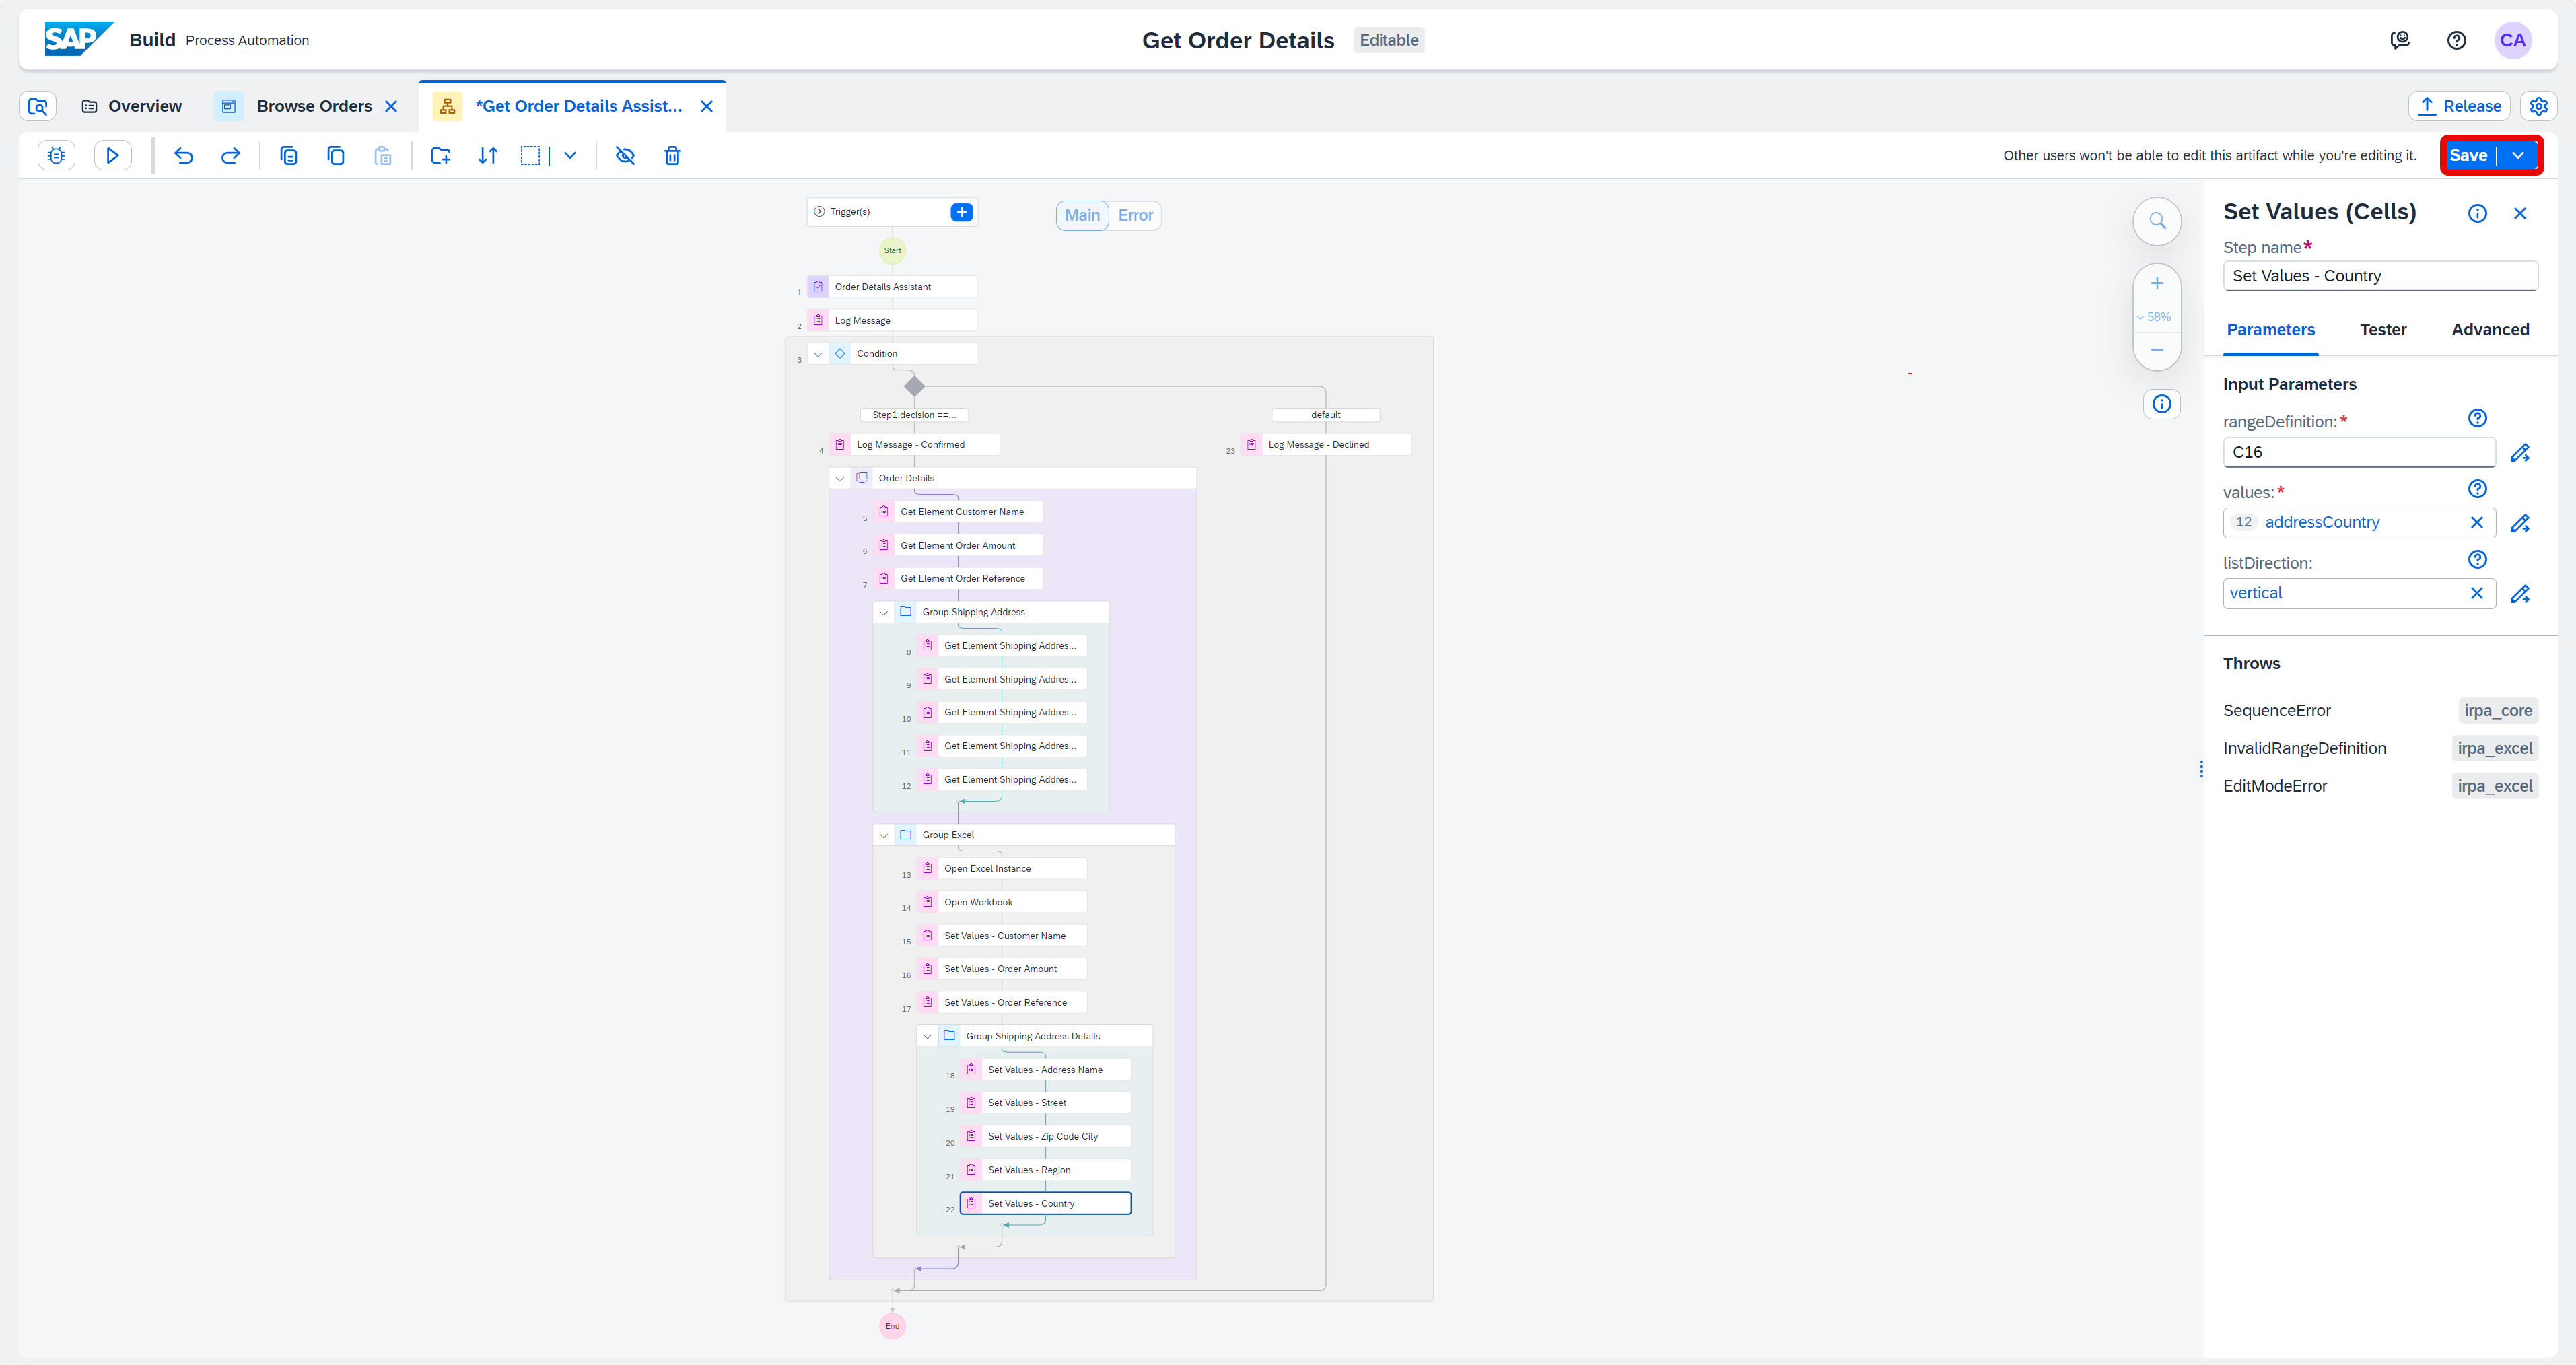 SAP Build Process Automation
Get Order Details Editable
CA
Overview
Browse Orders
*Get Order Details Assist...
Release
Other users won't be able to edit this artifact while you're editing it.
Save
Trigger(s)
Main Error
Start
1 Order Details Assistant
2 Log Message
3 Condition
Step1.decision ==...
default
4 Log Message - Confirmed
23 Log Message - Declined
Order Details
5 Get Element Customer Name
6 Get Element Order Amount
7 Get Element Order Reference
Group Shipping Address
8 Get Element Shipping Addres...
9 Get Element Shipping Addres...
10 Get Element Shipping Addres...
11 Get Element Shipping Addres...
12 Get Element Shipping Addres...
Group Excel
13 Open Excel Instance
14 Open Workbook
15 Set Values - Customer Name
16 Set Values - Order Amount
17 Set Values - Order Reference
Group Shipping Address Details
18 Set Values - Address Name
19 Set Values - Street
20 Set Values - Zip Code City
21 Set Values - Region
22 Set Values - Country
End
58%
Set Values (Cells)
Step name*
Set Values - Country
Parameters Tester Advanced
Input Parameters
rangeDefinition:*
C16
values:*
12 addressCountry
listDirection:
vertical
Throws
SequenceError irpa_core
InvalidRangeDefinition irpa_excel
EditModeError irpa_excel